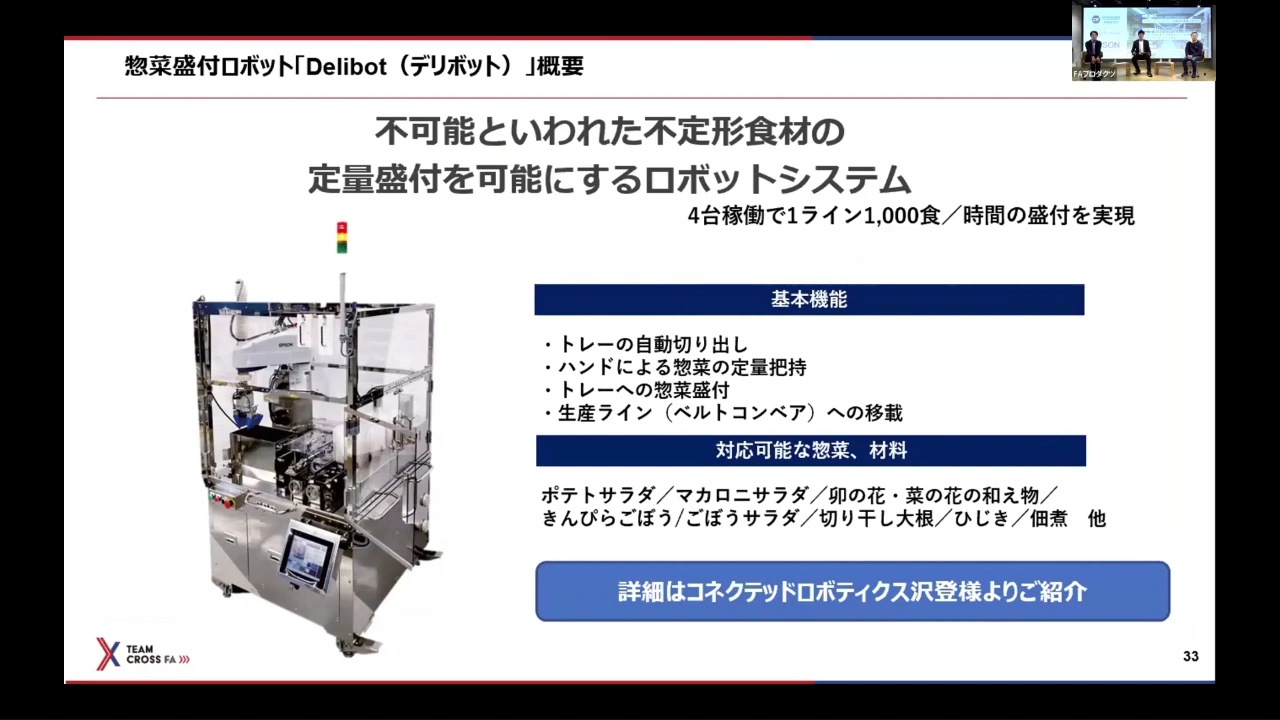 惣菜盛付ロボット「Delibot（デリボット）」概要
不可能といわれた不定形食材の
定量盛付を可能にするロボットシステム
4台稼働で1ライン1,000食／時間の盛付を実現
基本機能
・トレーの自動切り出し
・ハンドによる惣菜の定量把持
・トレーへの惣菜盛付
・生産ライン（ベルトコンベア）への移載
対応可能な惣菜、材料
ポテトサラダ／マカロニサラダ／卯の花・菜の花の和え物／
きんぴらごぼう/ごぼうサラダ／切り干し大根／ひじき／佃煮　他
詳細はコネクテッドロボティクス沢登様よりご紹介
TEAM
CROSS FA
33
EPSON
FAプロダクツ